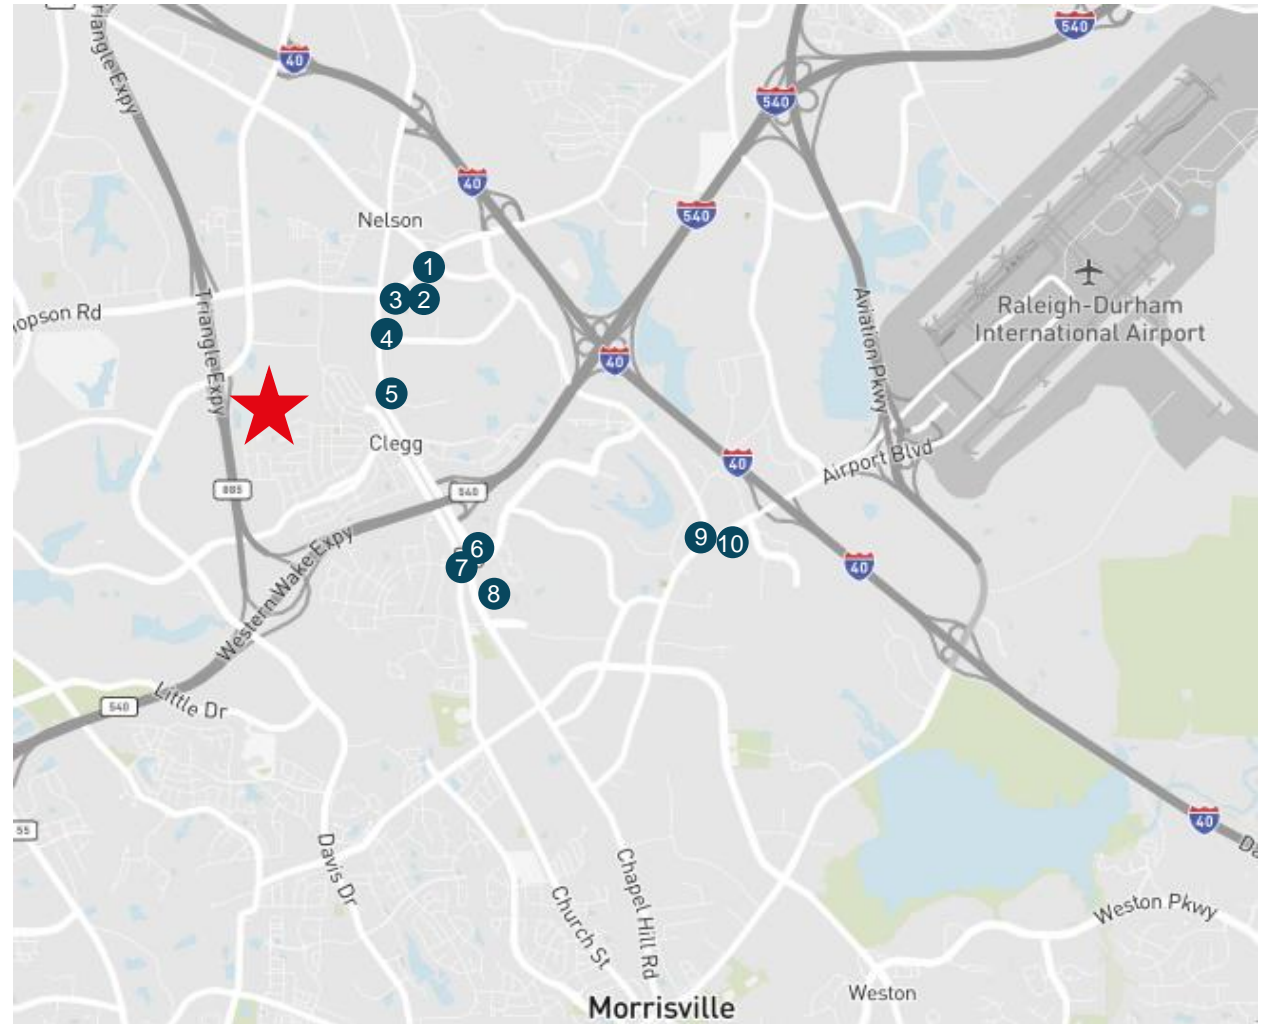 Triangle Expy
40
540
540
40
Nelson
540
1
3
2
4
opson Rd
Triangle Expy
Raleigh-Durham
International Airport
Aviation Pkwy
40
5
Clegg
40
Airport Blvd
885
540
9
10
6
7
8
40
Western Wake Expy
Little Dr
540
55
40
Da
Davis Dr
Church St
Chapel Hill Rd
Weston Pkwy
Weston
Morrisville